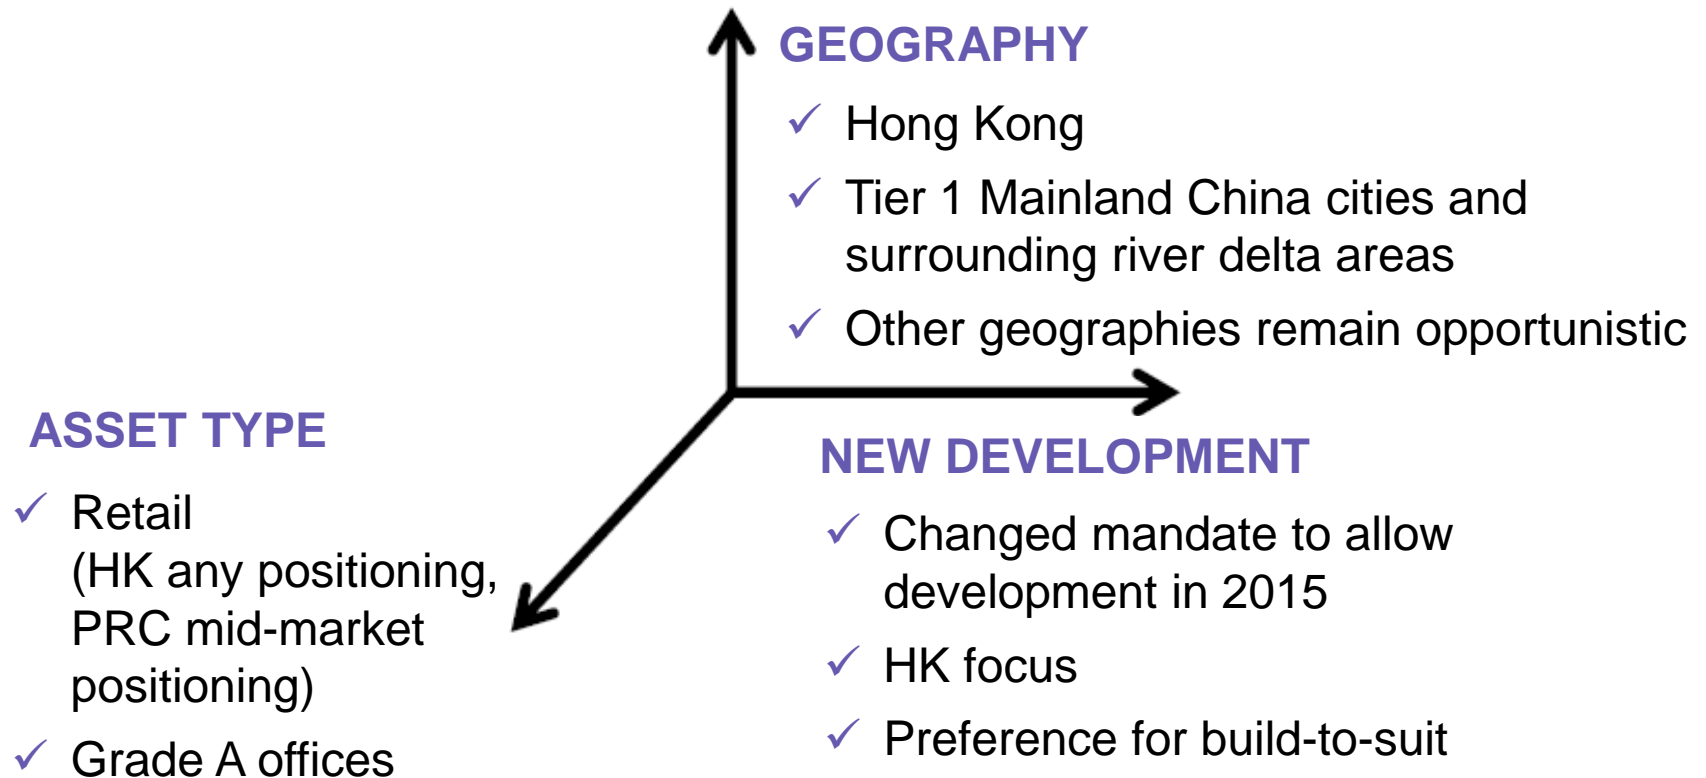 GEOGRAPHY
✓ Hong Kong
✓ Tier 1 Mainland China cities and
surrounding river delta areas
✓ Other geographies remain opportunistic
ASSET TYPE
✓ Retail
(HK any positioning,
PRC mid-market
positioning)
✓ Grade A offices
NEW DEVELOPMENT
✓ Changed mandate to allow
development in 2015
✓ HK focus
✓ Preference for build-to-suit